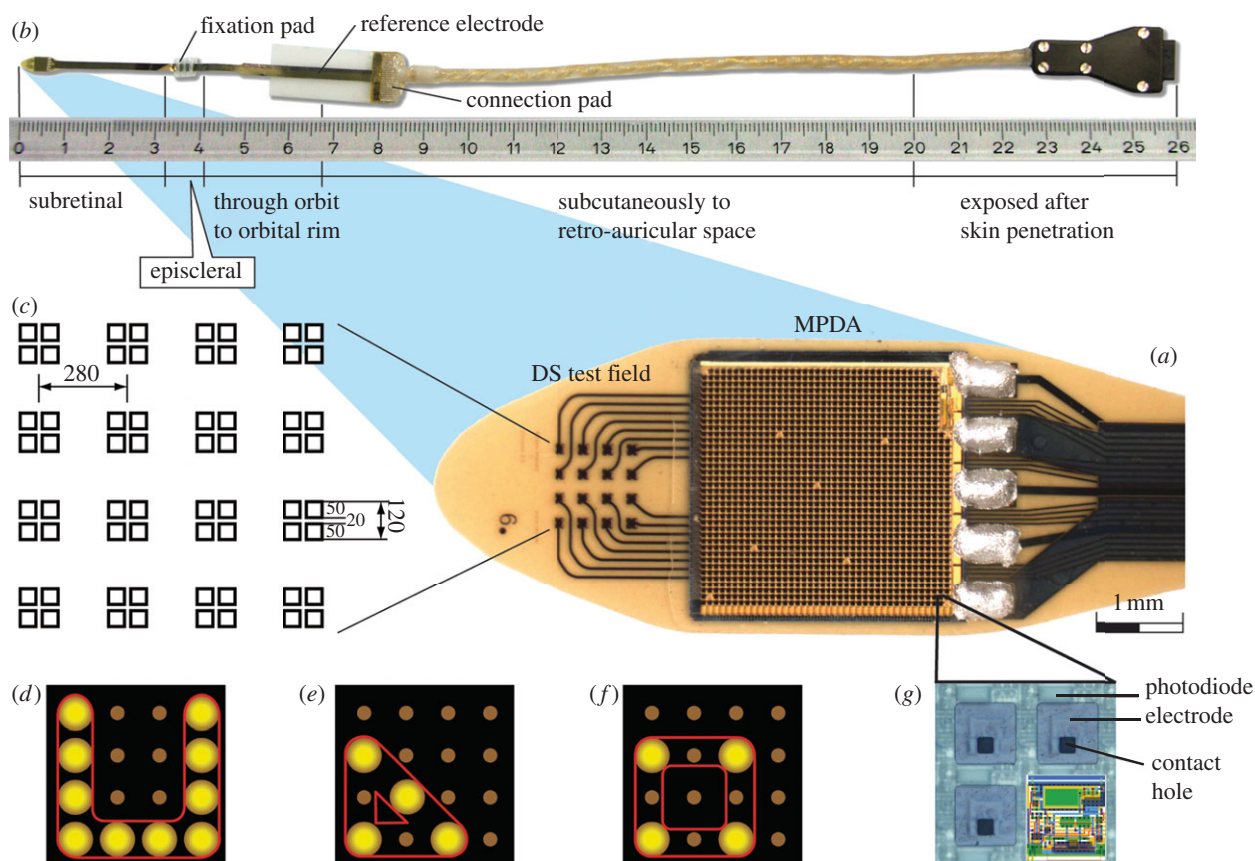 (b)
fixation pad
reference electrode
connection pad
0 1 2 3 4 5 6 7 8 9 10 11 12 13 14 15 16 17 18 19 20 21 22 23 24 25 26
subretinal
through orbit
to orbital rim
subcutaneously to
retro-auricular space
exposed after
skin penetration
episcleral
(c)
280
50
20
50
120
MPDA
(a)
DS test field
6
1 mm
(d)
(e)
(f)
(g)
photodiode
electrode
contact
hole